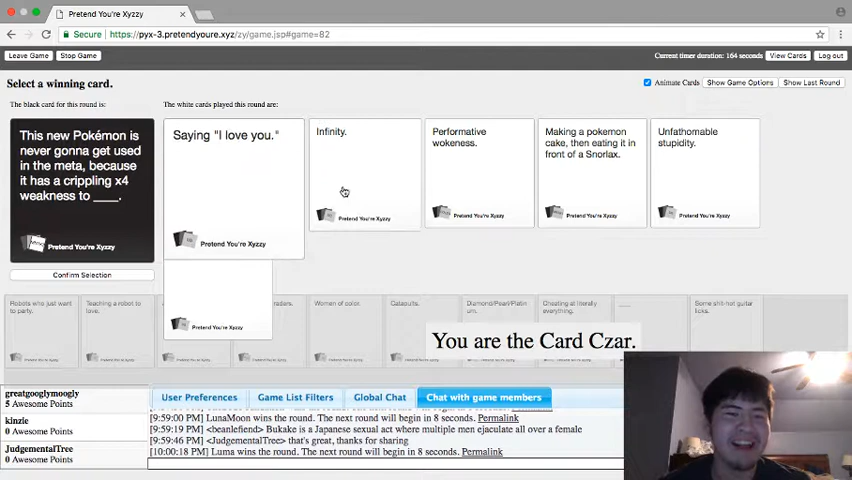 Pretend You're Xyzzy
Secure https://pyx-3.pretendyoure.xyz/zy/game.jsp#game=82
Leave Game Stop Game Current timer duration: 164 seconds View Cards Log out
Select a winning card.
Animate Cards Show Game Options Show Last Round
The black card for this round is:
The white cards played this round are:
This new Pokémon is
never gonna get used
in the meta, because
it has a crippling x4
weakness to ____.
Pretend You're Xyzzy
Saying "I love you."
Pretend You're Xyzzy
Infinity.
Pretend You're Xyzzy
Performative
wokeness.
Pretend You're Xyzzy
Making a pokemon
cake, then eating it in
front of a Snorlax.
Pretend You're Xyzzy
Unfathomable
stupidity.
Pretend You're Xyzzy
Confirm Selection
Pretend You're Xyzzy
Robots who just want
to party.
Teaching a robot to
love.
Women of color.
Catapults.
Diamond/Pearl/Platin
um.
Cheating at literally
everything.
____
Some shit-hot guitar
licks.
You are the Card Czar.
greatgooglymoogly
5 Awesome Points
kinzie
0 Awesome Points
JudgementalTree
0 Awesome Points
User Preferences Game List Filters Global Chat Chat with game members
[9:59:00 PM] LunaMoon wins the round. The next round will begin in 8 seconds. Permalink
[9:59:19 PM] <beanlefiend> Bukake is a Japanese sexual act where multiple men ejaculate all over a female
[9:59:46 PM] <JudgementalTree> that's great, thanks for sharing
[10:00:18 PM] Luma wins the round. The next round will begin in 8 seconds. Permalink